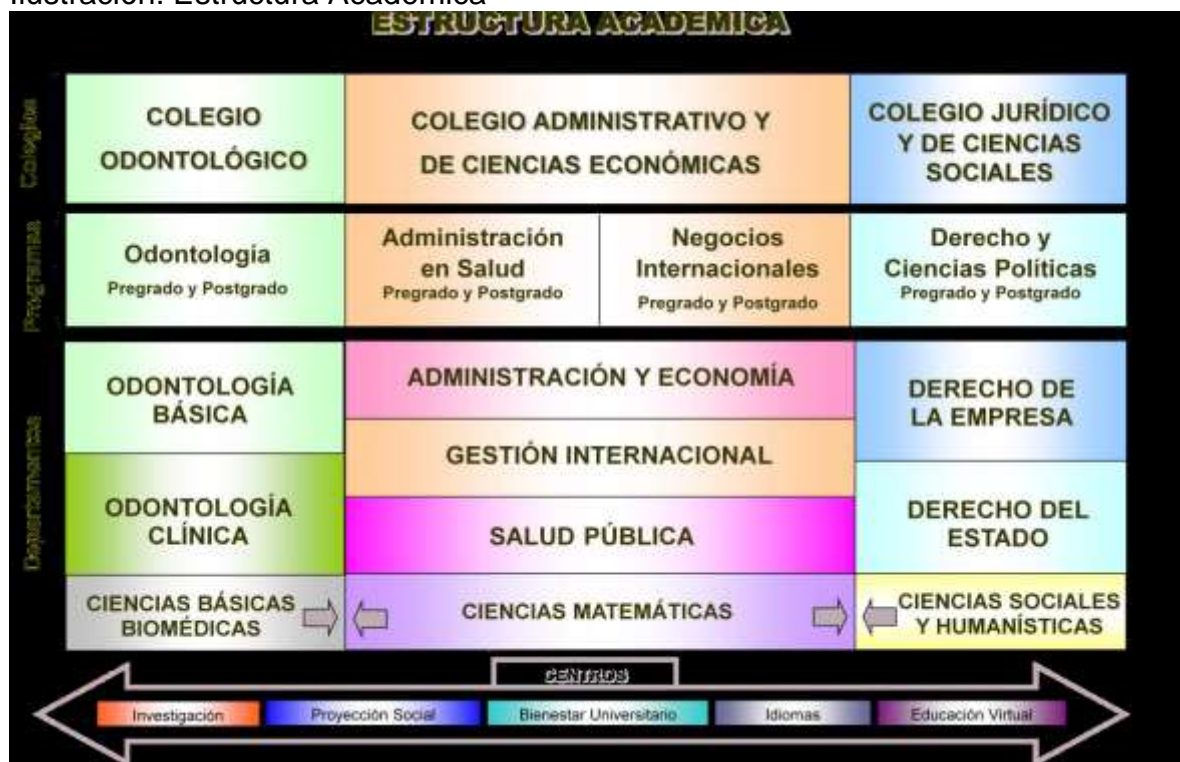 Ilustración: Estructura Académica
ESTRUCTURA ACADEMICA
Colegios
COLEGIO
ODONTOLÓGICO
COLEGIO ADMINISTRATIVO Y
DE CIENCIAS ECONÓMICAS
COLEGIO JURÍDICO
Y DE CIENCIAS
SOCIALES
Programas
Odontología
Pregrado y Postgrado
Administración
en Salud
Pregrado y Postgrado
Negocios
Internacionales
Pregrado y Postgrado
Derecho y
Ciencias Políticas
Pregrado y Postgrado
Departamentos
ODONTOLOGÍA
BÁSICA
ODONTOLOGÍA
CLÍNICA
CIENCIAS BÁSICAS
BIOMÉDICAS
ADMINISTRACIÓN Y ECONOMÍA
GESTIÓN INTERNACIONAL
SALUD PÚBLICA
CIENCIAS MATEMÁTICAS
DERECHO DE
LA EMPRESA
DERECHO DEL
ESTADO
CIENCIAS SOCIALES
Y HUMANÍSTICAS
CENTROS
Investigación
Proyección Social
Bienestar Universitario
Idiomas
Educación Virtual